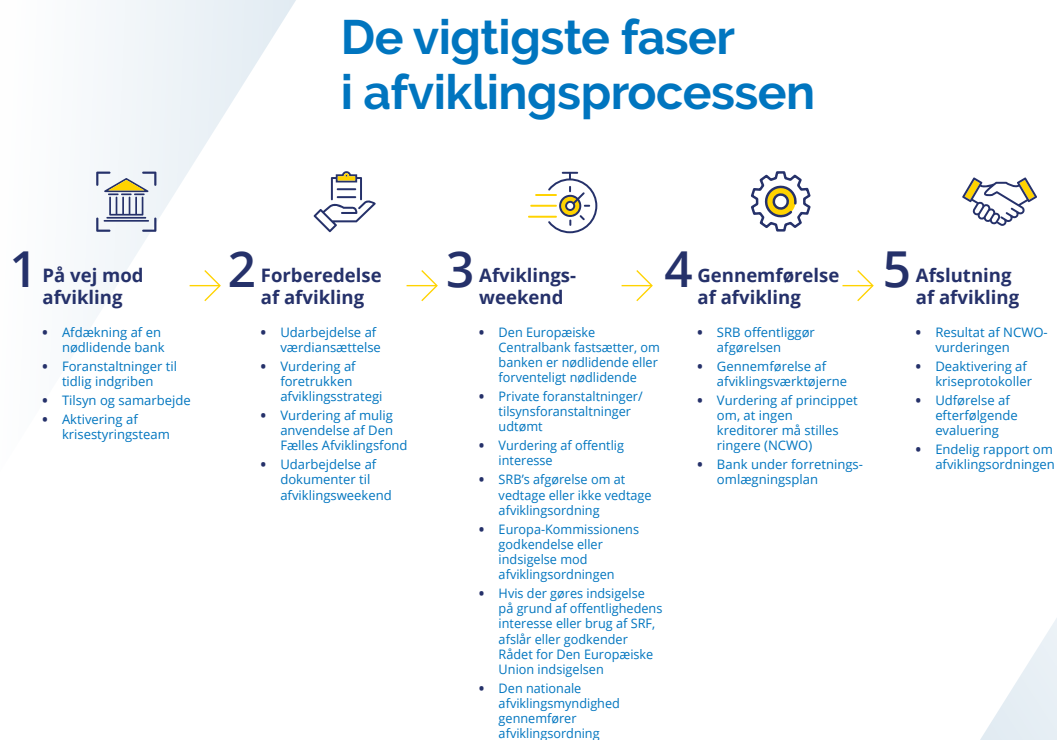 De vigtigste faser
i afviklingsprocessen
1 På vej mod
afvikling
• Afdækning af en
nødlidende bank
• Foranstaltninger til
tidlig indgriben
• Tilsyn og samarbejde
• Aktivering af
krisestyringsteam
2 Forberedelse
af afvikling
• Udarbejdelse af
værdiansættelse
• Vurdering af
foretrukken
afviklingsstrategi
• Vurdering af mulig
anvendelse af Den
Fælles Afviklingsfond
• Udarbejdelse af
dokumenter til
afviklingsweekend
3 Afviklings-
weekend
• Den Europæiske
Centralbank fastsætter, om
banken er nødlidende eller
forventeligt nødlidende
• Private foranstaltninger/
tilsynsforanstaltninger
udtømt
• Vurdering af offentlig
interesse
• SRB’s afgørelse om at
vedtage eller ikke vedtage
afviklingsordning
• Europa-Kommissionens
godkendelse eller
indsigelse mod
afviklingsordningen
• Hvis der gøres indsigelse
på grund af offentlighedens
interesse eller brug af SRF,
afslår eller godkender
Rådet for Den Europæiske
Union indsigelsen
• Den nationale
afviklingsmyndighed
gennemfører
afviklingsordning
4 Gennemførelse
af afvikling
• SRB offentliggør
afgørelsen
• Gennemførelse af
afviklingsværktøjerne
• Vurdering af princippet
om, at ingen
kreditorer må stilles
ringere (NCWO)
• Bank under forretnings-
omlægningsplan
5 Afslutning
af afvikling
• Resultat af NCWO-
vurderingen
• Deaktivering af
kriseprotokoller
• Udførelse af
efterfølgende
evaluering
• Endelig rapport om
afviklingsordningen